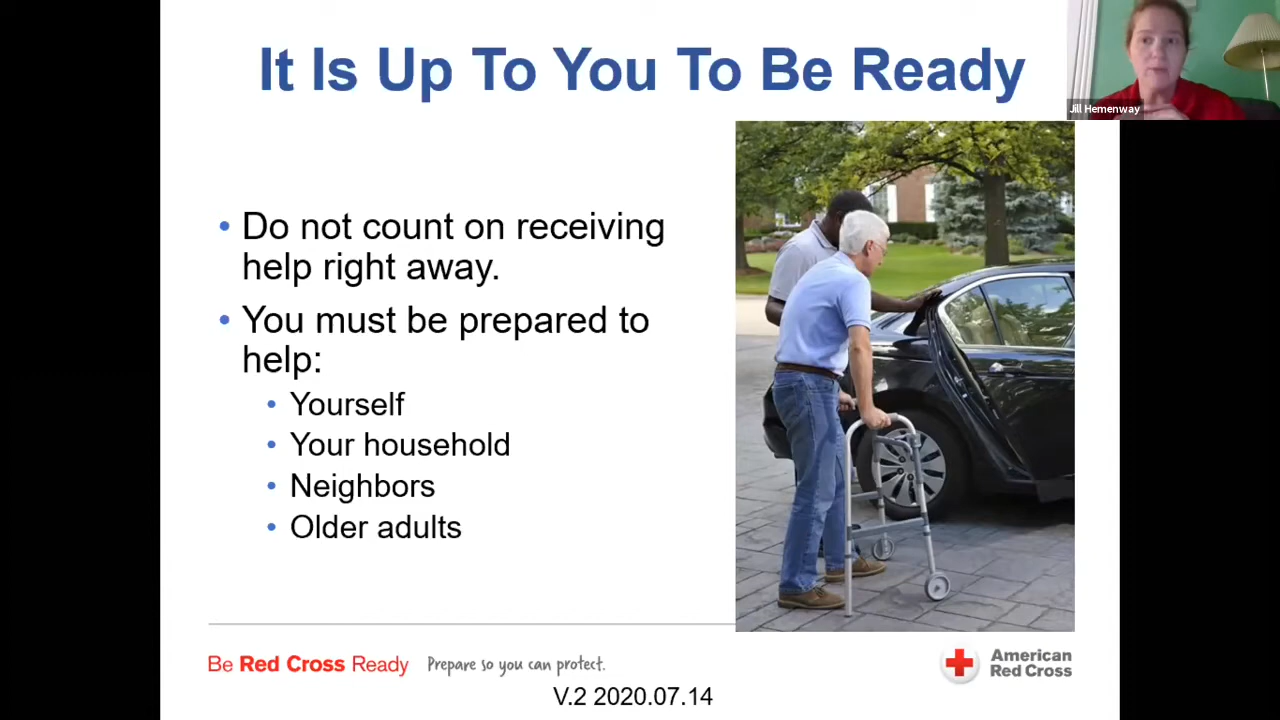 It Is Up To You To Be Ready
Jill Hemenway
• Do not count on receiving
help right away.
• You must be prepared to
help:
• Yourself
• Your household
• Neighbors
• Older adults
Be Red Cross Ready
Prepare so you can protect.
American
Red Cross
V.2 2020.07.14